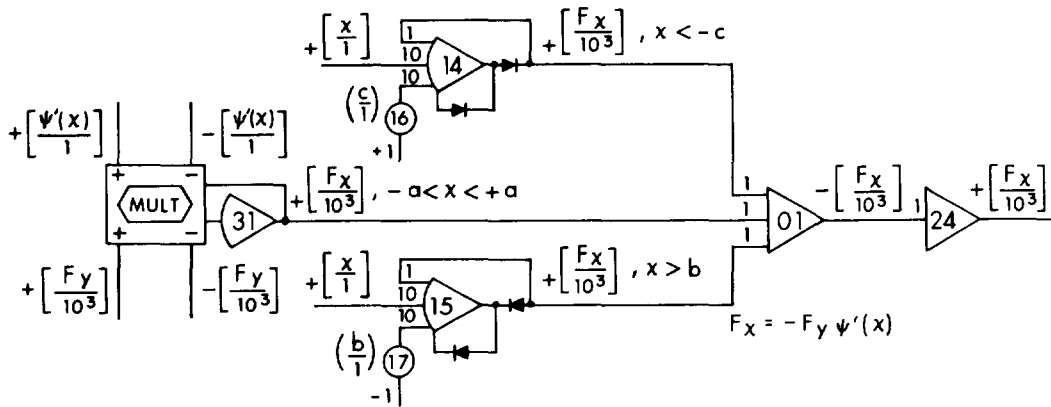 +[x/1]
1
10
10
14
+[Fx/10³], x < -c
(c/1)
16
+1
+[ψ'(x)/1]
-[ψ'(x)/1]
+ -
MULT
+ -
31
+[Fx/10³], -a < x < +a
+[Fy/10³]
-[Fy/10³]
1
1
1
01
-[Fx/10³]
1
24
+[Fx/10³]
+[x/1]
1
10
10
15
+[Fx/10³], x > b
(b/1)
17
-1
Fx = -Fy ψ'(x)